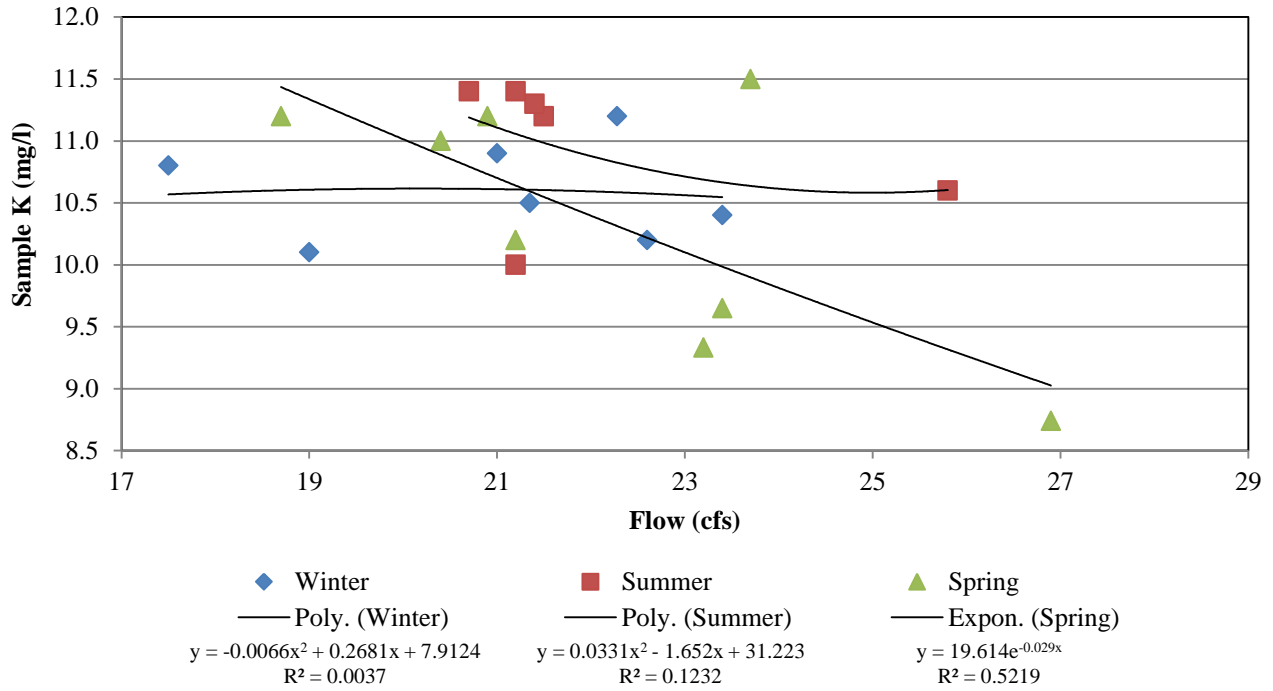 12.0
11.5
11.0
10.5
10.0
9.5
9.0
8.5
Sample K (mg/l)
17 19 21 23 25 27 29
Flow (cfs)
Winter Summer Spring
Poly. (Winter) Poly. (Summer) Expon. (Spring)
y = -0.0066x² + 0.2681x + 7.9124 y = 0.0331x² - 1.652x + 31.223 y = 19.614e^-0.029x
R² = 0.0037 R² = 0.1232 R² = 0.5219